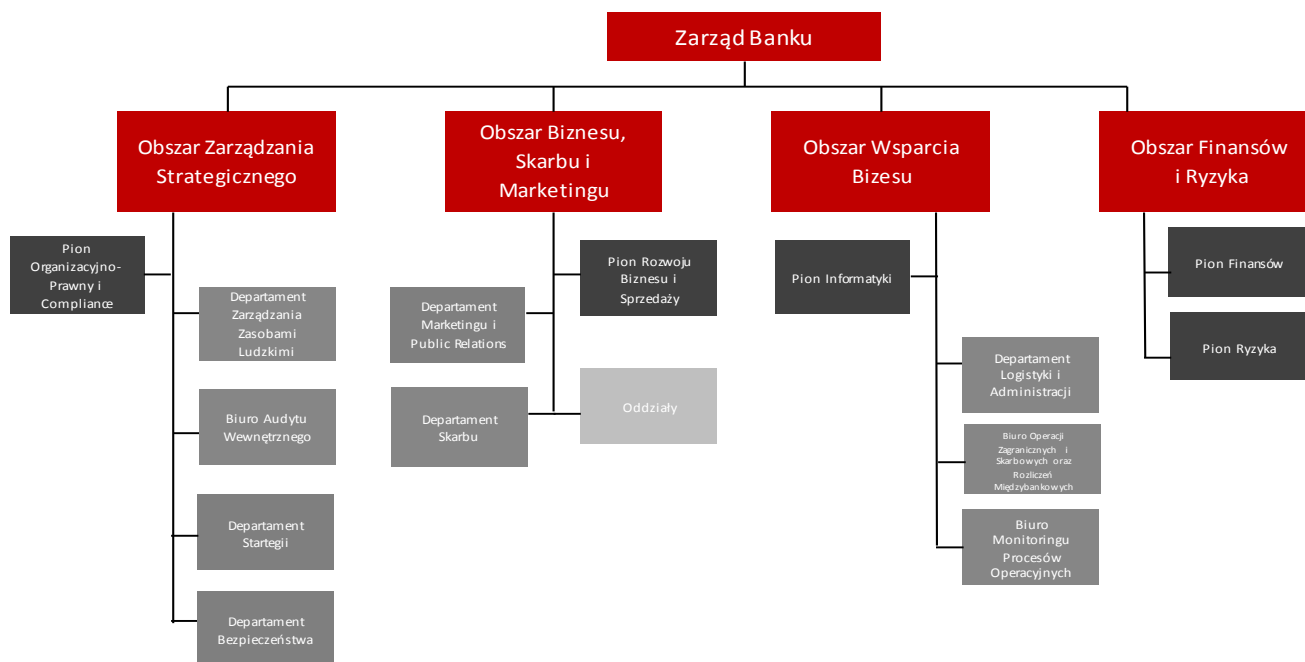 Zarząd Banku
Obszar Zarządzania
Strategicznego
Obszar Biznesu,
Skarbu i
Marketingu
Obszar Wsparcia
Bizesu
Obszar Finansów
i Ryzyka
Pion
Organizacyjno-
Prawny i
Compliance
Departament
Zarządzania
Zasobami
Ludzkimi
Biuro Audytu
Wewnętrznego
Departament
Startegii
Departament
Bezpieczeństwa
Pion Rozwoju
Biznesu i
Sprzedaży
Departament
Marketingu i
Public Relations
Departament
Skarbu
Oddziały
Pion Informatyki
Departament
Logistyki i
Administracji
Biuro Operacji
Zagranicznych i
Skarbowych oraz
Rozliczeń
Międzybankowych
Biuro
Monitoringu
Procesów
Operacyjnych
Pion Finansów
Pion Ryzyka